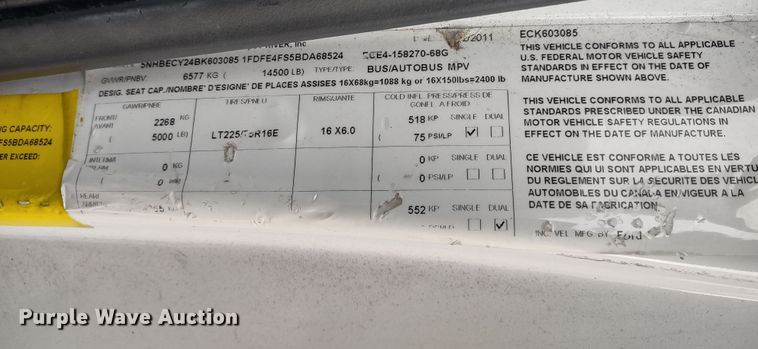 RIVER, Inc
/2011
ECK603085
5NHBECY24BK603085 1FDFE4FS5BDA68524 ECE4-158270-68G
GVWR/PNBV: 6577 KG ( 14500 LB) TYPE/TYPE: BUS/AUTOBUS MPV
DESIG. SEAT CAP./NOMBRE' D'ESIGNE' DE PLACES ASSISES 16X68kg=1088 kg or 16X150lbs=2400 lb
GAWR/PNBE TIRES/PNEU RIMS/JANTE COLD INFL. PRESS/PRESS DE GONFL. A FROID
FRONT/ AVANT 2268 KG 518 KP SINGLE DUAL
( 5000 LB) LT225/75R16E 16 X6.0 ( 75 PSI/LP
0 KG 0 KP SINGLE DUAL
( 0 ( 0 PSI/LP
552 KP SINGLE DUAL
THIS VEHICLE CONFORMS TO ALL APPLICABLE
U.S. FEDERAL MOTOR VEHICLE SAFETY
STANDARDS IN EFFECT ON THE DATE OF
MANUFACTURE SHOWN ABOVE.
THIS VEHICLE CONFORMS TO ALL APPLICABLE
STANDARDS PRESCRIBED UNDER THE CANADIAN
MOTOR VEHICLE SAFETY REGULATIONS IN
EFFECT ON THE DATE OF MANUFACTURE
CE VEHICLE EST CONFORME A TOUTES LES
NORMES QUI UI SONT APPLICABLES EN VERTU
DU REGLEMENT SUR LA SECURITE DES VEHICU
AUTOMOBILES DU CANADA EN VIGEUR A LA
DATE DE SA FABRICATION
INC. VEL. MFG BY Ford
NG CAPACITY:
FS5BDA68524
ER EXCEED:
Purple Wave Auction